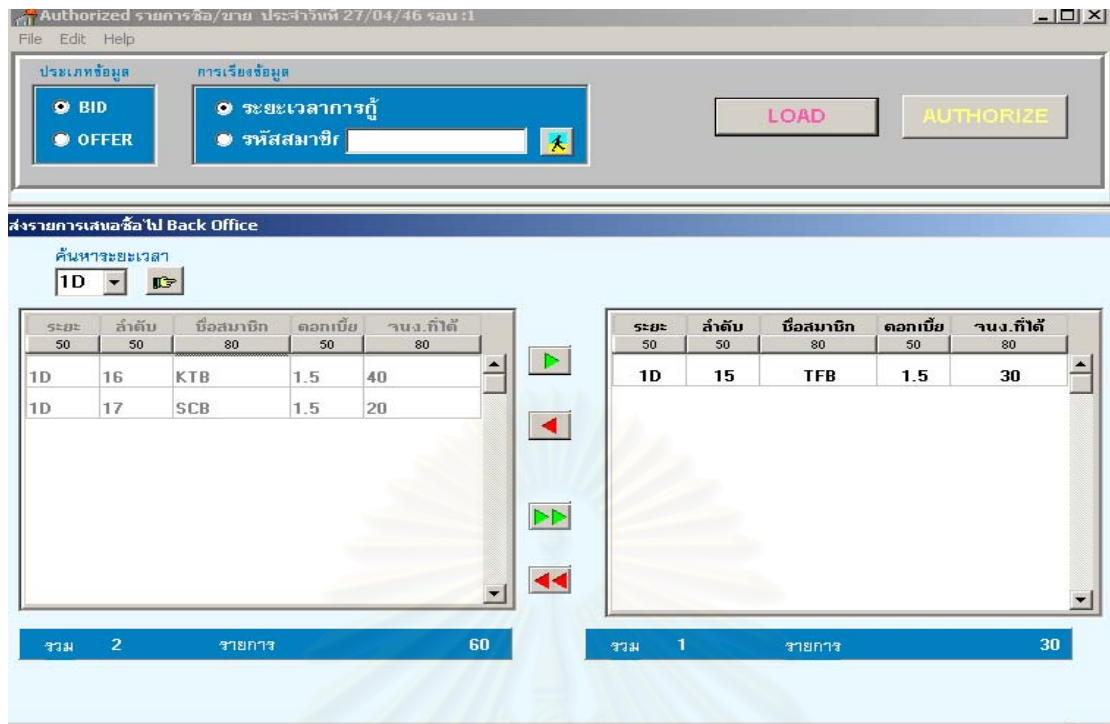 Authorized รายการซื้อ/ขาย ประจำวันที่ 27/04/46 รอบ :1
File Edit Help
ประเภทข้อมูล การเรียงข้อมูล
BID ระยะเวลาการกู้ LOAD AUTHORIZE
OFFER รหัสสมาชิก
ส่งรายการเสนอซื้อไป Back Office
ค้นหาระยะเวลา
1D
ระยะ ลำดับ ชื่อสมาชิก ดอกเบี้ย จนง.ที่ได้ ระยะ ลำดับ ชื่อสมาชิก ดอกเบี้ย จนง.ที่ได้
50 50 80 50 80 50 50 80 50 80
1D 16 KTB 1.5 40 1D 15 TFB 1.5 30
1D 17 SCB 1.5 20
รวม 2 รายการ 60 รวม 1 รายการ 30